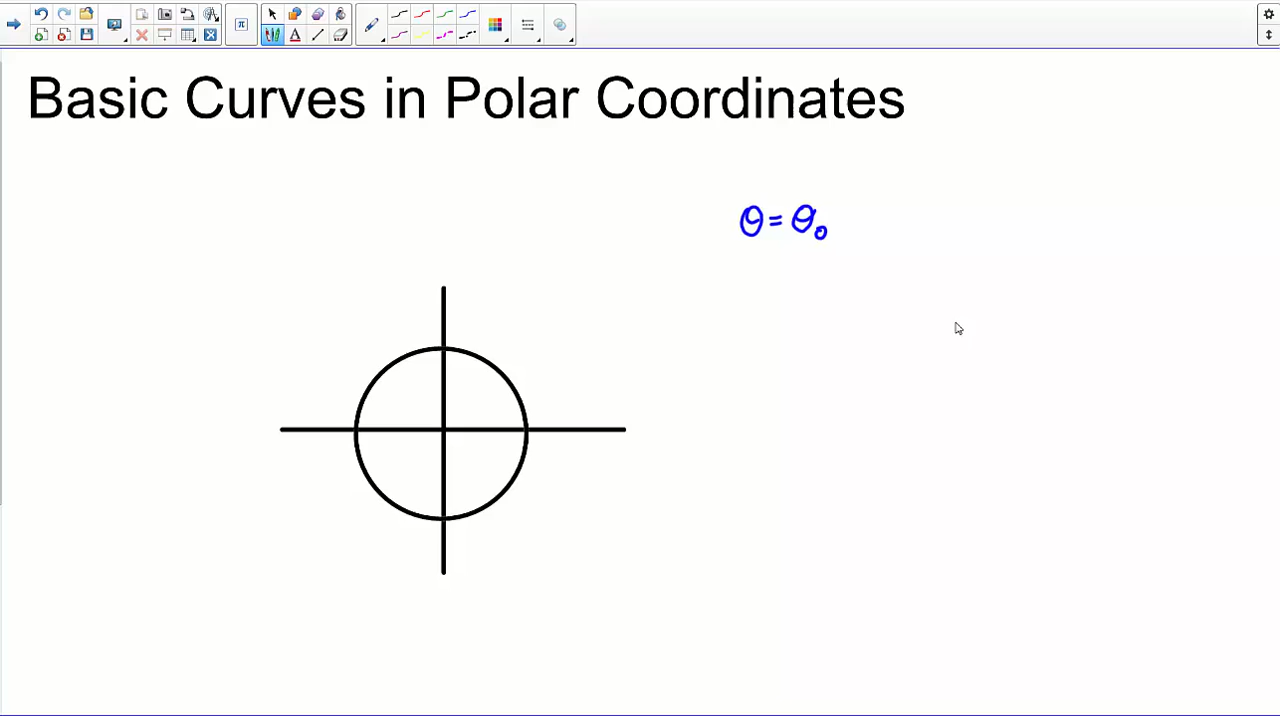 Basic Curves in Polar Coordinates
θ = θ₀